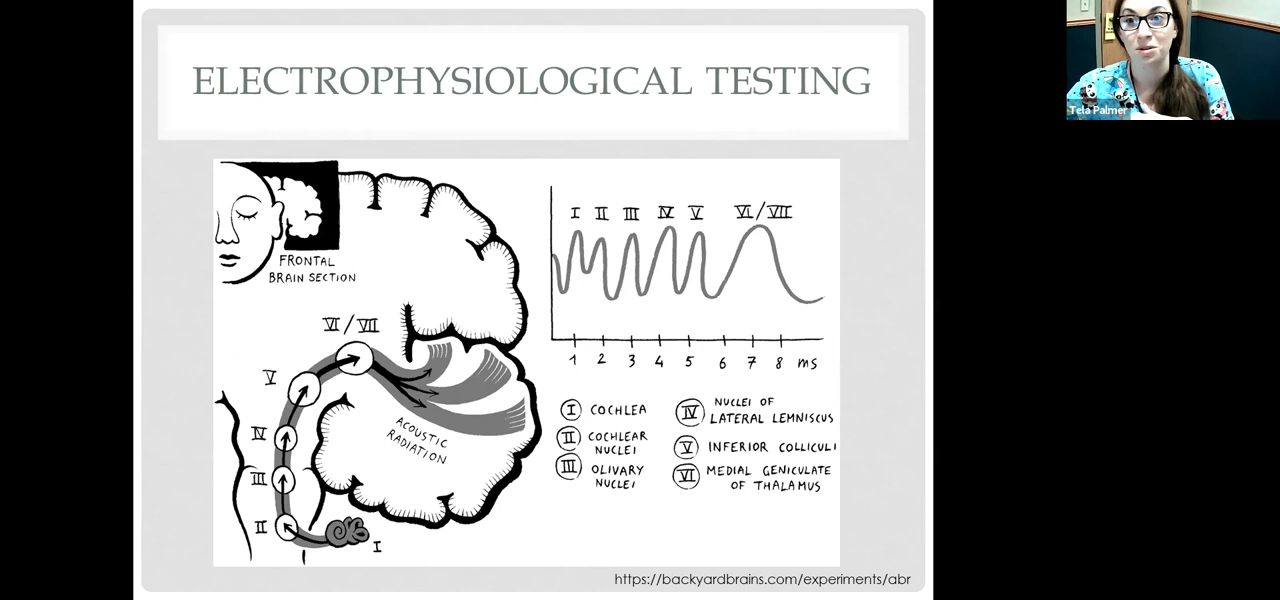 ELECTROPHYSIOLOGICAL TESTING
Tela Palmer
FRONTAL
BRAIN SECTION
VI/VII
V
IV
III
II
I
ACOUSTIC
RADIATION
I II III IV V VI/VII
1 2 3 4 5 6 7 8 ms
I COCHLEA
II COCHLEAR
NUCLEI
III OLIVARY
NUCLEI
IV NUCLEI OF
LATERAL LEMNISCUS
V INFERIOR COLLICULI
VI MEDIAL GENICULATE
OF THALAMUS
https://backyardbrains.com/experiments/abr